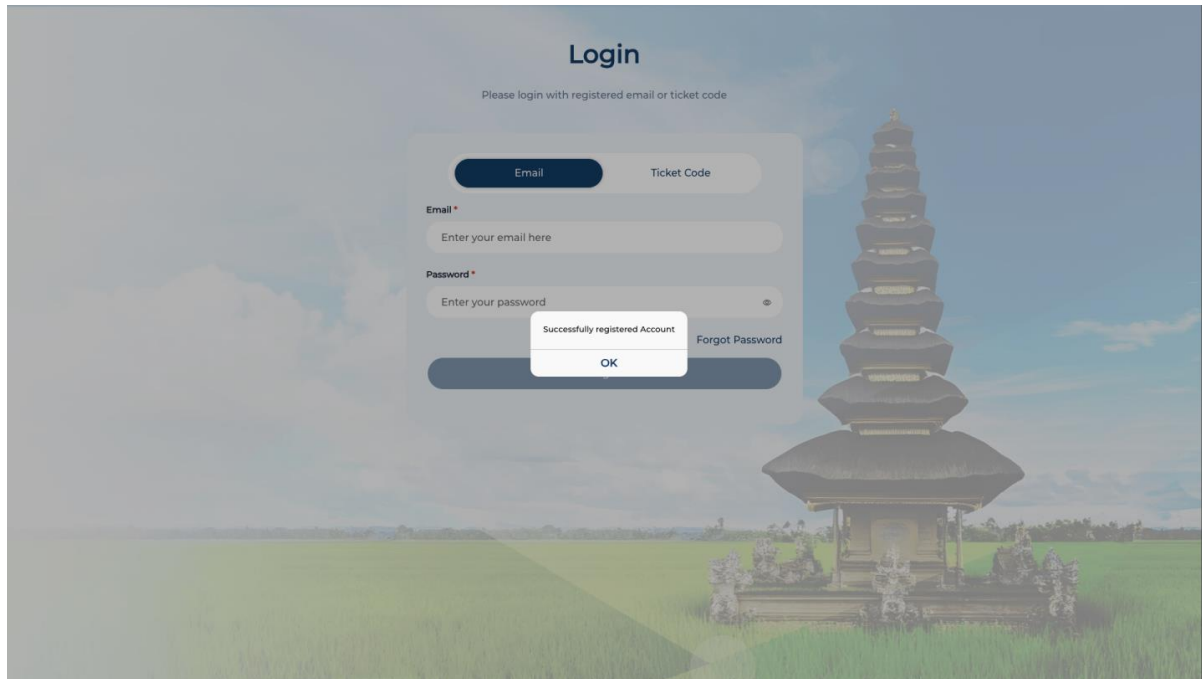 Login
Please login with registered email or ticket code
Email
Ticket Code
Email *
Enter your email here
Password *
Enter your password
Successfully registered Account
Forgot Password
OK